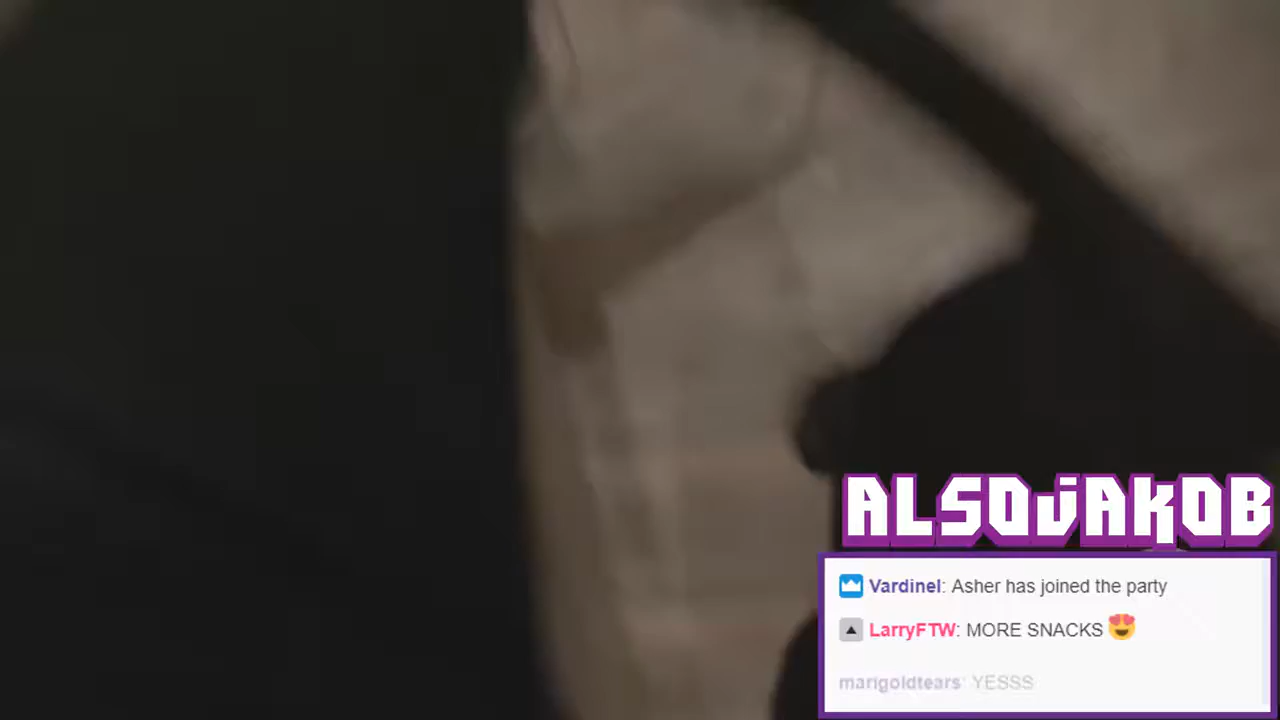 ALSOJAKOB
Vardinel: Asher has joined the party
LarryFTW: MORE SNACKS 😍
marigoldtears: YESSS